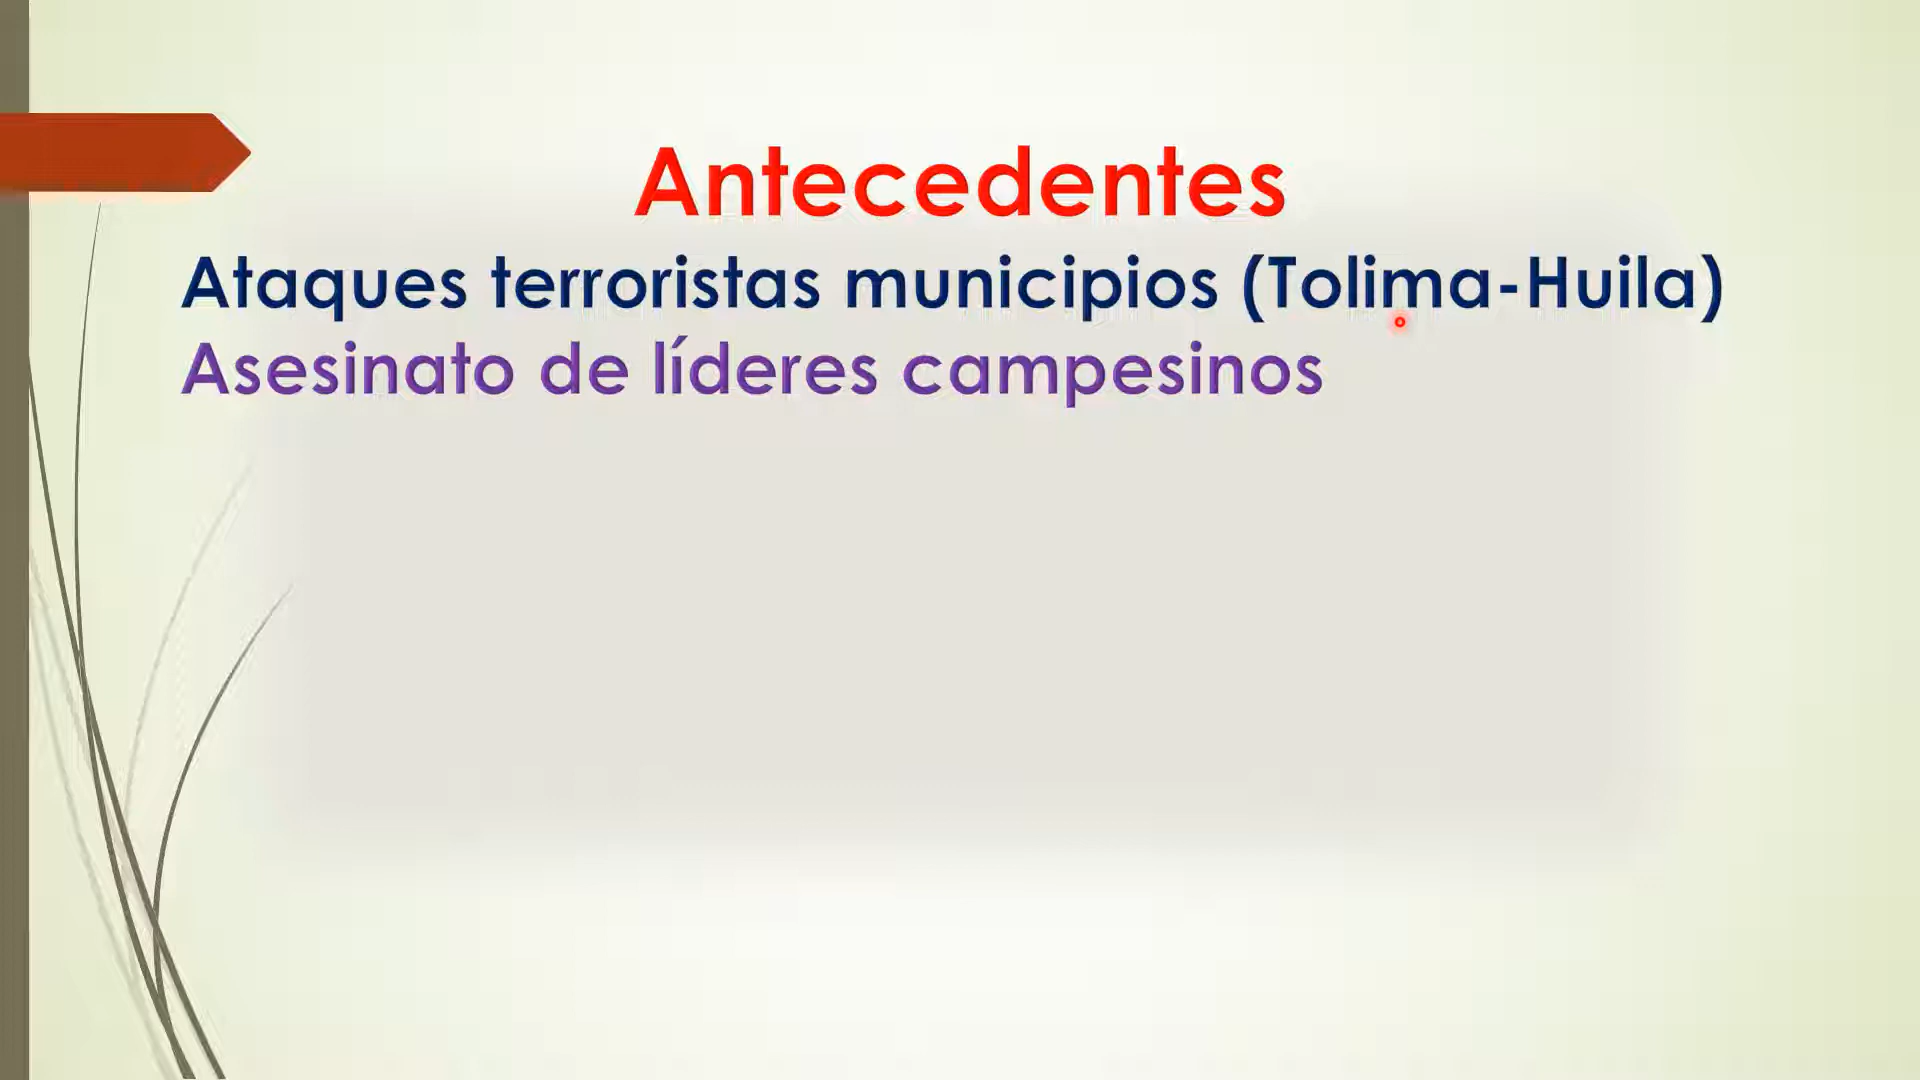 Antecedentes
Ataques terroristas municipios (Tolima-Huila)
Asesinato de líderes campesinos